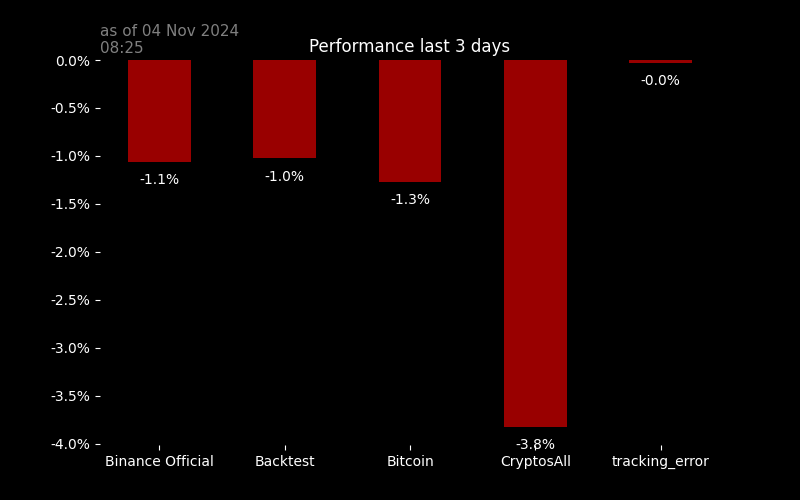 as of 04 Nov 2024
08:25
Performance last 3 days
0.0%
-0.5%
-1.0%
-1.5%
-2.0%
-2.5%
-3.0%
-3.5%
-4.0%
-1.1%
-1.0%
-1.3%
-3.8%
-0.0%
Binance Official
Backtest
Bitcoin
CryptosAll
tracking_error